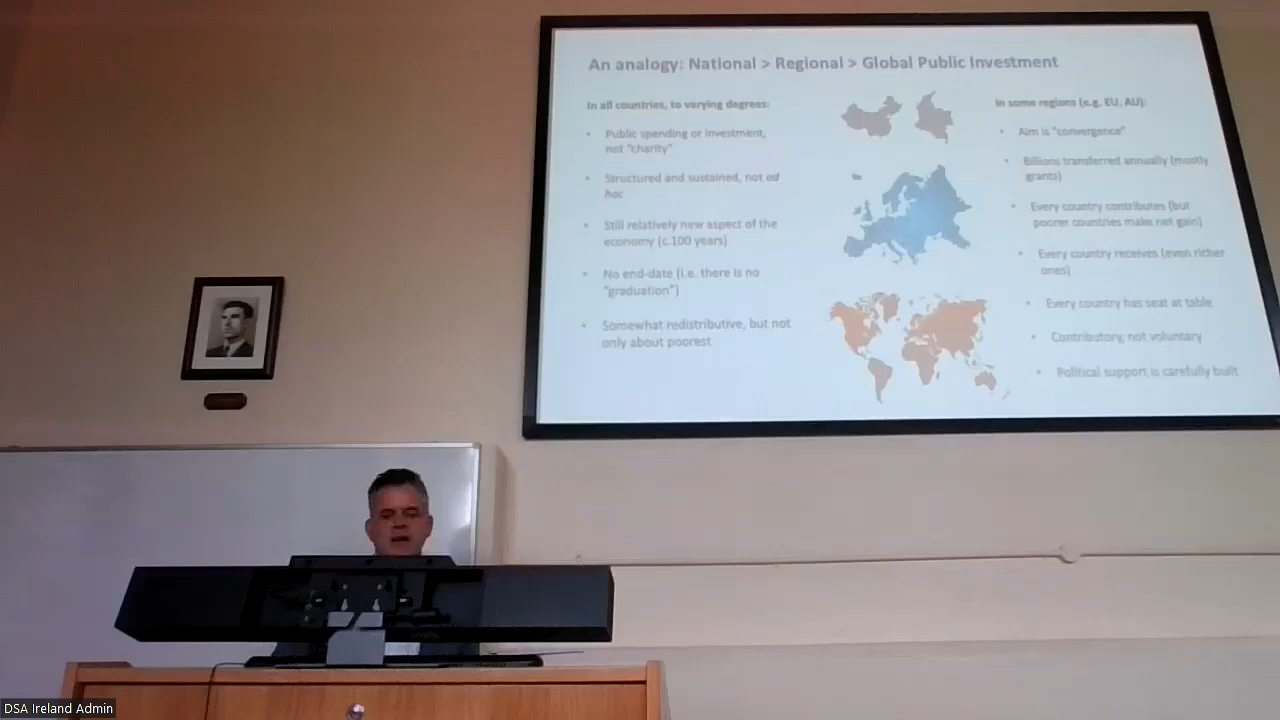 An analogy: National > Regional > Global Public Investment
In all countries, to varying degrees:
• Public spending or investment,
not "charity"
• Structured and sustained, not ad
hoc
• Still relatively new aspect of the
economy (c.100 years)
• No end-date (i.e. there is no
"graduation")
• Somewhat redistributive, but not
only about poorest
In some regions (e.g. EU, AU):
• Aim is "convergence"
• Billions transferred annually (mostly
grants)
• Every country contributes (but
poorer countries make net gain)
• Every country receives (even richer
ones)
• Every country has seat at table
• Contributory, not voluntary
• Political support is carefully built
DSA Ireland Admin